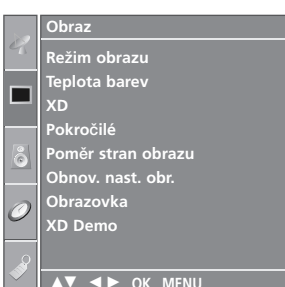 Obraz
Režim obrazu
Teplota barev
XD
Pokročilé
Poměr stran obrazu
Obnov. nast. obr.
Obrazovka
XD Demo
▲▼ ◄► OK MENU